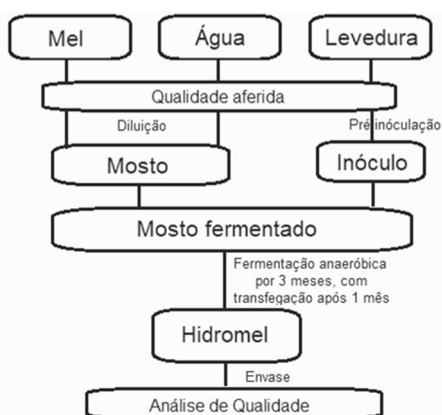 Mel
Água
Levedura
Qualidade aferida
Diluição
Pré inóculação
Mosto
Inóculo
Mosto fermentado
Fermentação anaeróbica
por 3 meses, com
transfegação após 1 mês
Hidromel
Envase
Análise de Qualidade